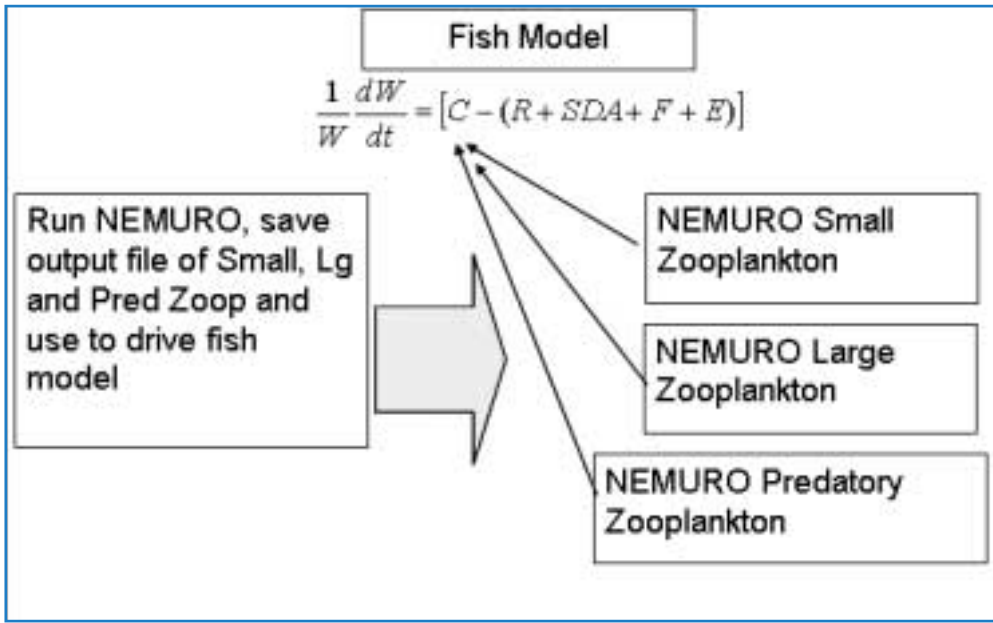 Fish Model
1/W dW/dt = [C − (R + SDA + F + E)]
Run NEMURO, save
output file of Small, Lg
and Pred Zoop and
use to drive fish
model
NEMURO Small
Zooplankton
NEMURO Large
Zooplankton
NEMURO Predatory
Zooplankton